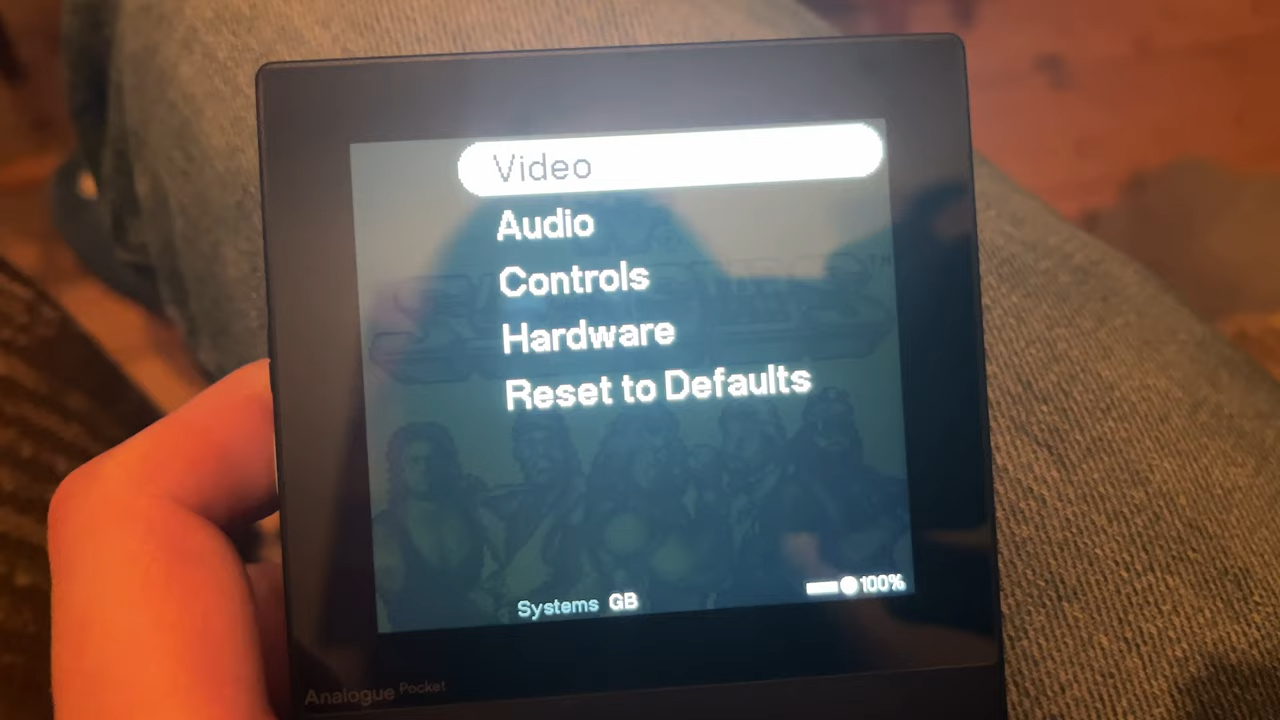 Video
Audio
Controls
Hardware
Reset to Defaults
Systems GB
100%
Analogue Pocket